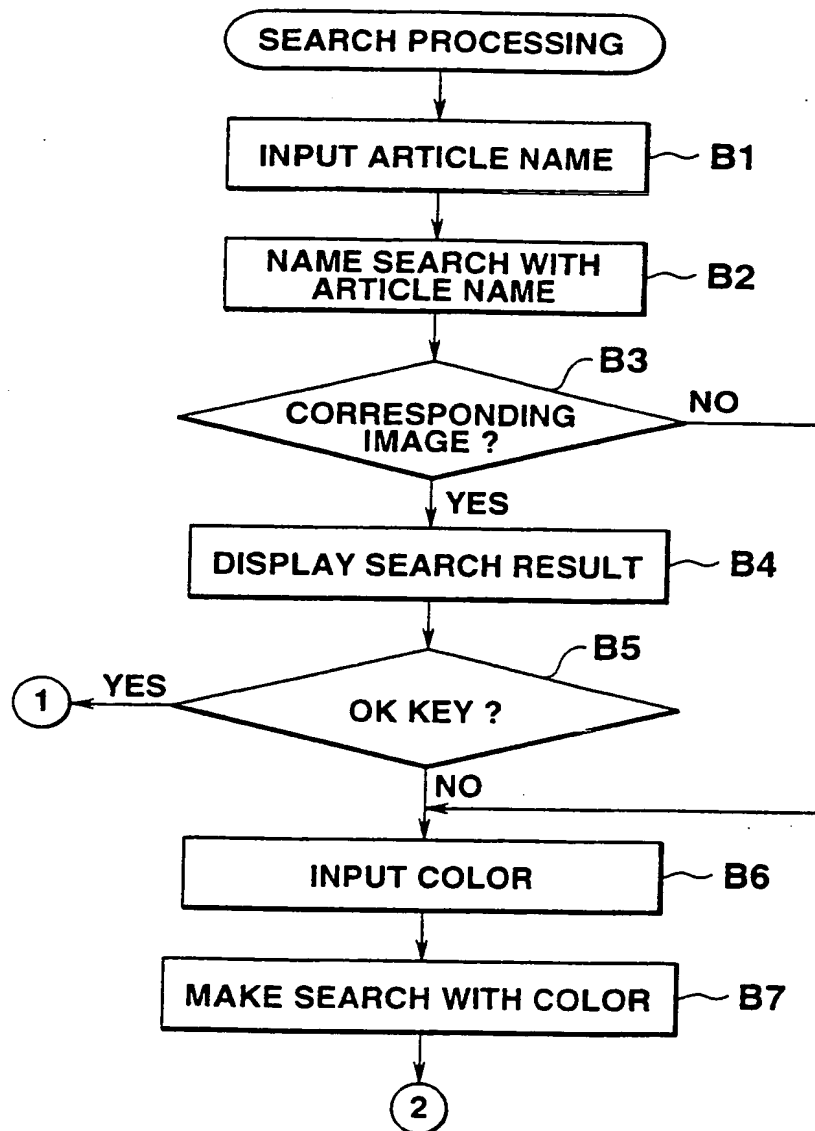 SEARCH PROCESSING
INPUT ARTICLE NAME
B1
NAME SEARCH WITH
ARTICLE NAME
B2
B3
CORRESPONDING
IMAGE ?
NO
YES
DISPLAY SEARCH RESULT
B4
B5
YES
1
OK KEY ?
NO
INPUT COLOR
B6
MAKE SEARCH WITH COLOR
B7
2